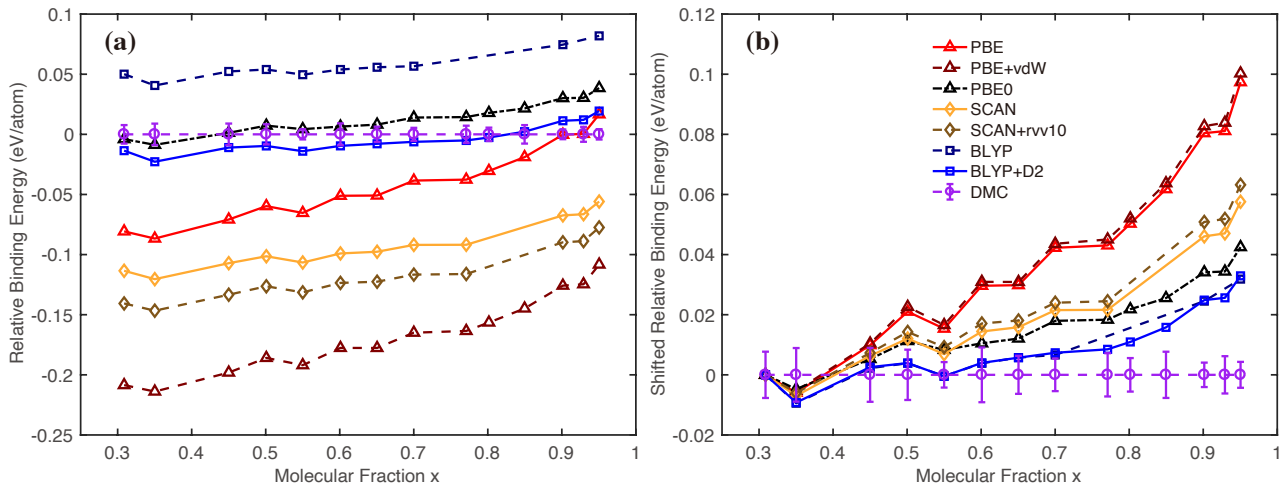 (a)
Relative Binding Energy (eV/atom)
0.1
0.05
0
-0.05
-0.1
-0.15
-0.2
-0.25
0.3 0.4 0.5 0.6 0.7 0.8 0.9 1
Molecular Fraction x
(b)
Shifted Relative Binding Energy (eV/atom)
0.12
0.1
0.08
0.06
0.04
0.02
0
-0.02
PBE
PBE+vdW
PBE0
SCAN
SCAN+rvv10
BLYP
BLYP+D2
DMC
0.3 0.4 0.5 0.6 0.7 0.8 0.9 1
Molecular Fraction x